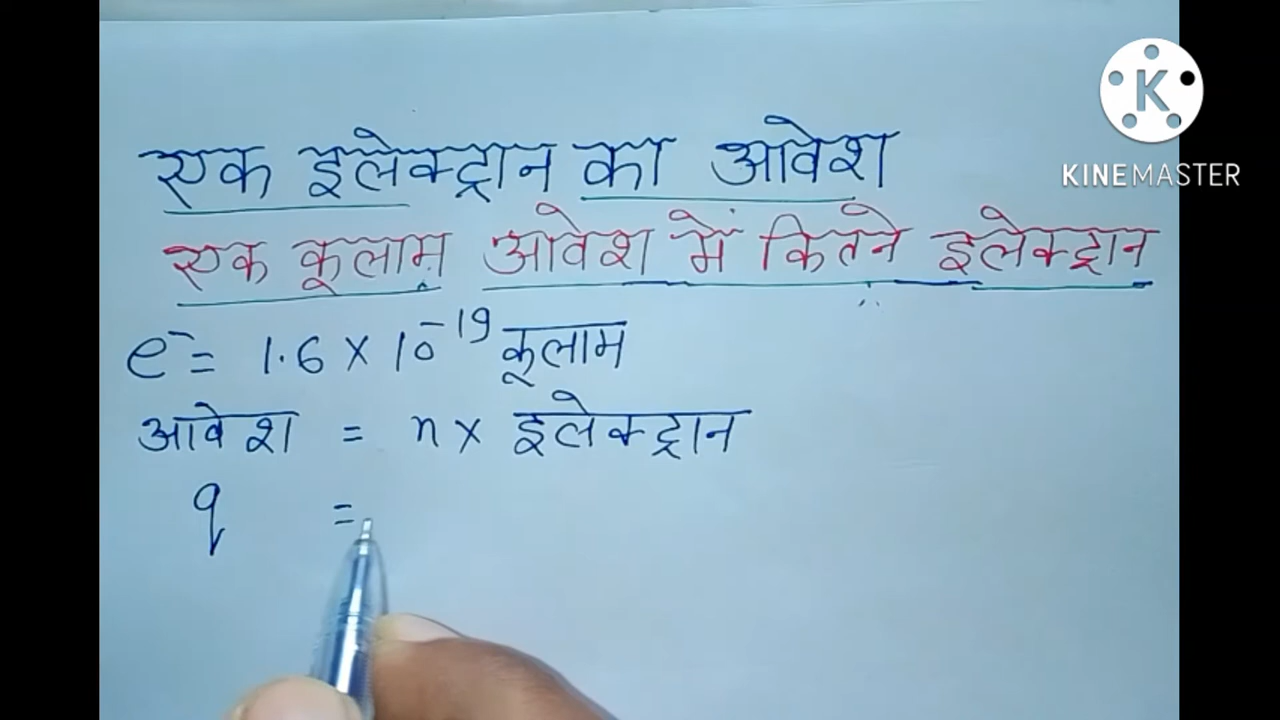 एक इलेक्ट्रान का आवेश
एक कूलाम आवेश में कितने इलेक्ट्रान
e⁻ = 1.6 × 10⁻¹⁹ कूलाम
आवेश = n × इलेक्ट्रान
q =
K
KINEMASTER